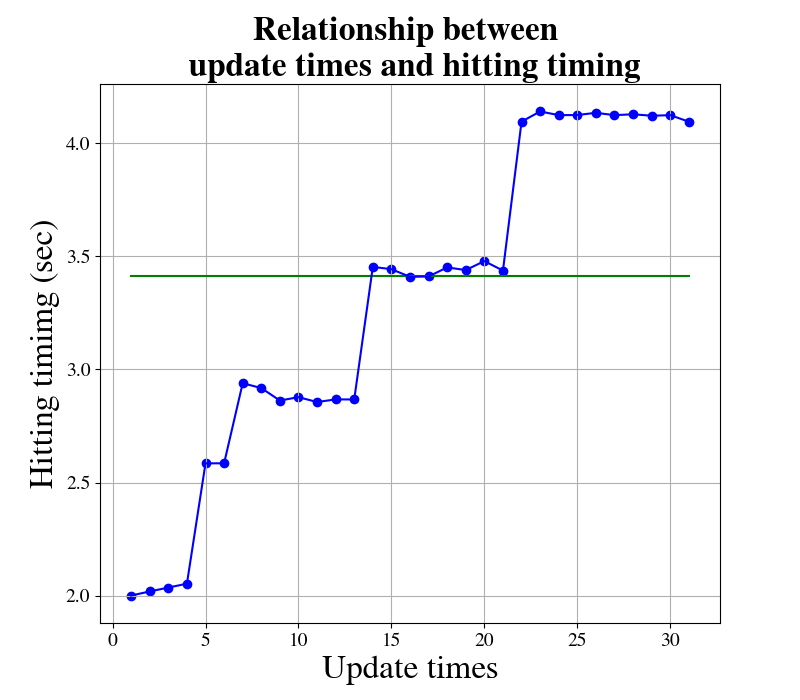 Relationship between
update times and hitting timing
Hitting timimg (sec)
4.0
3.5
3.0
2.5
2.0
0 5 10 15 20 25 30
Update times